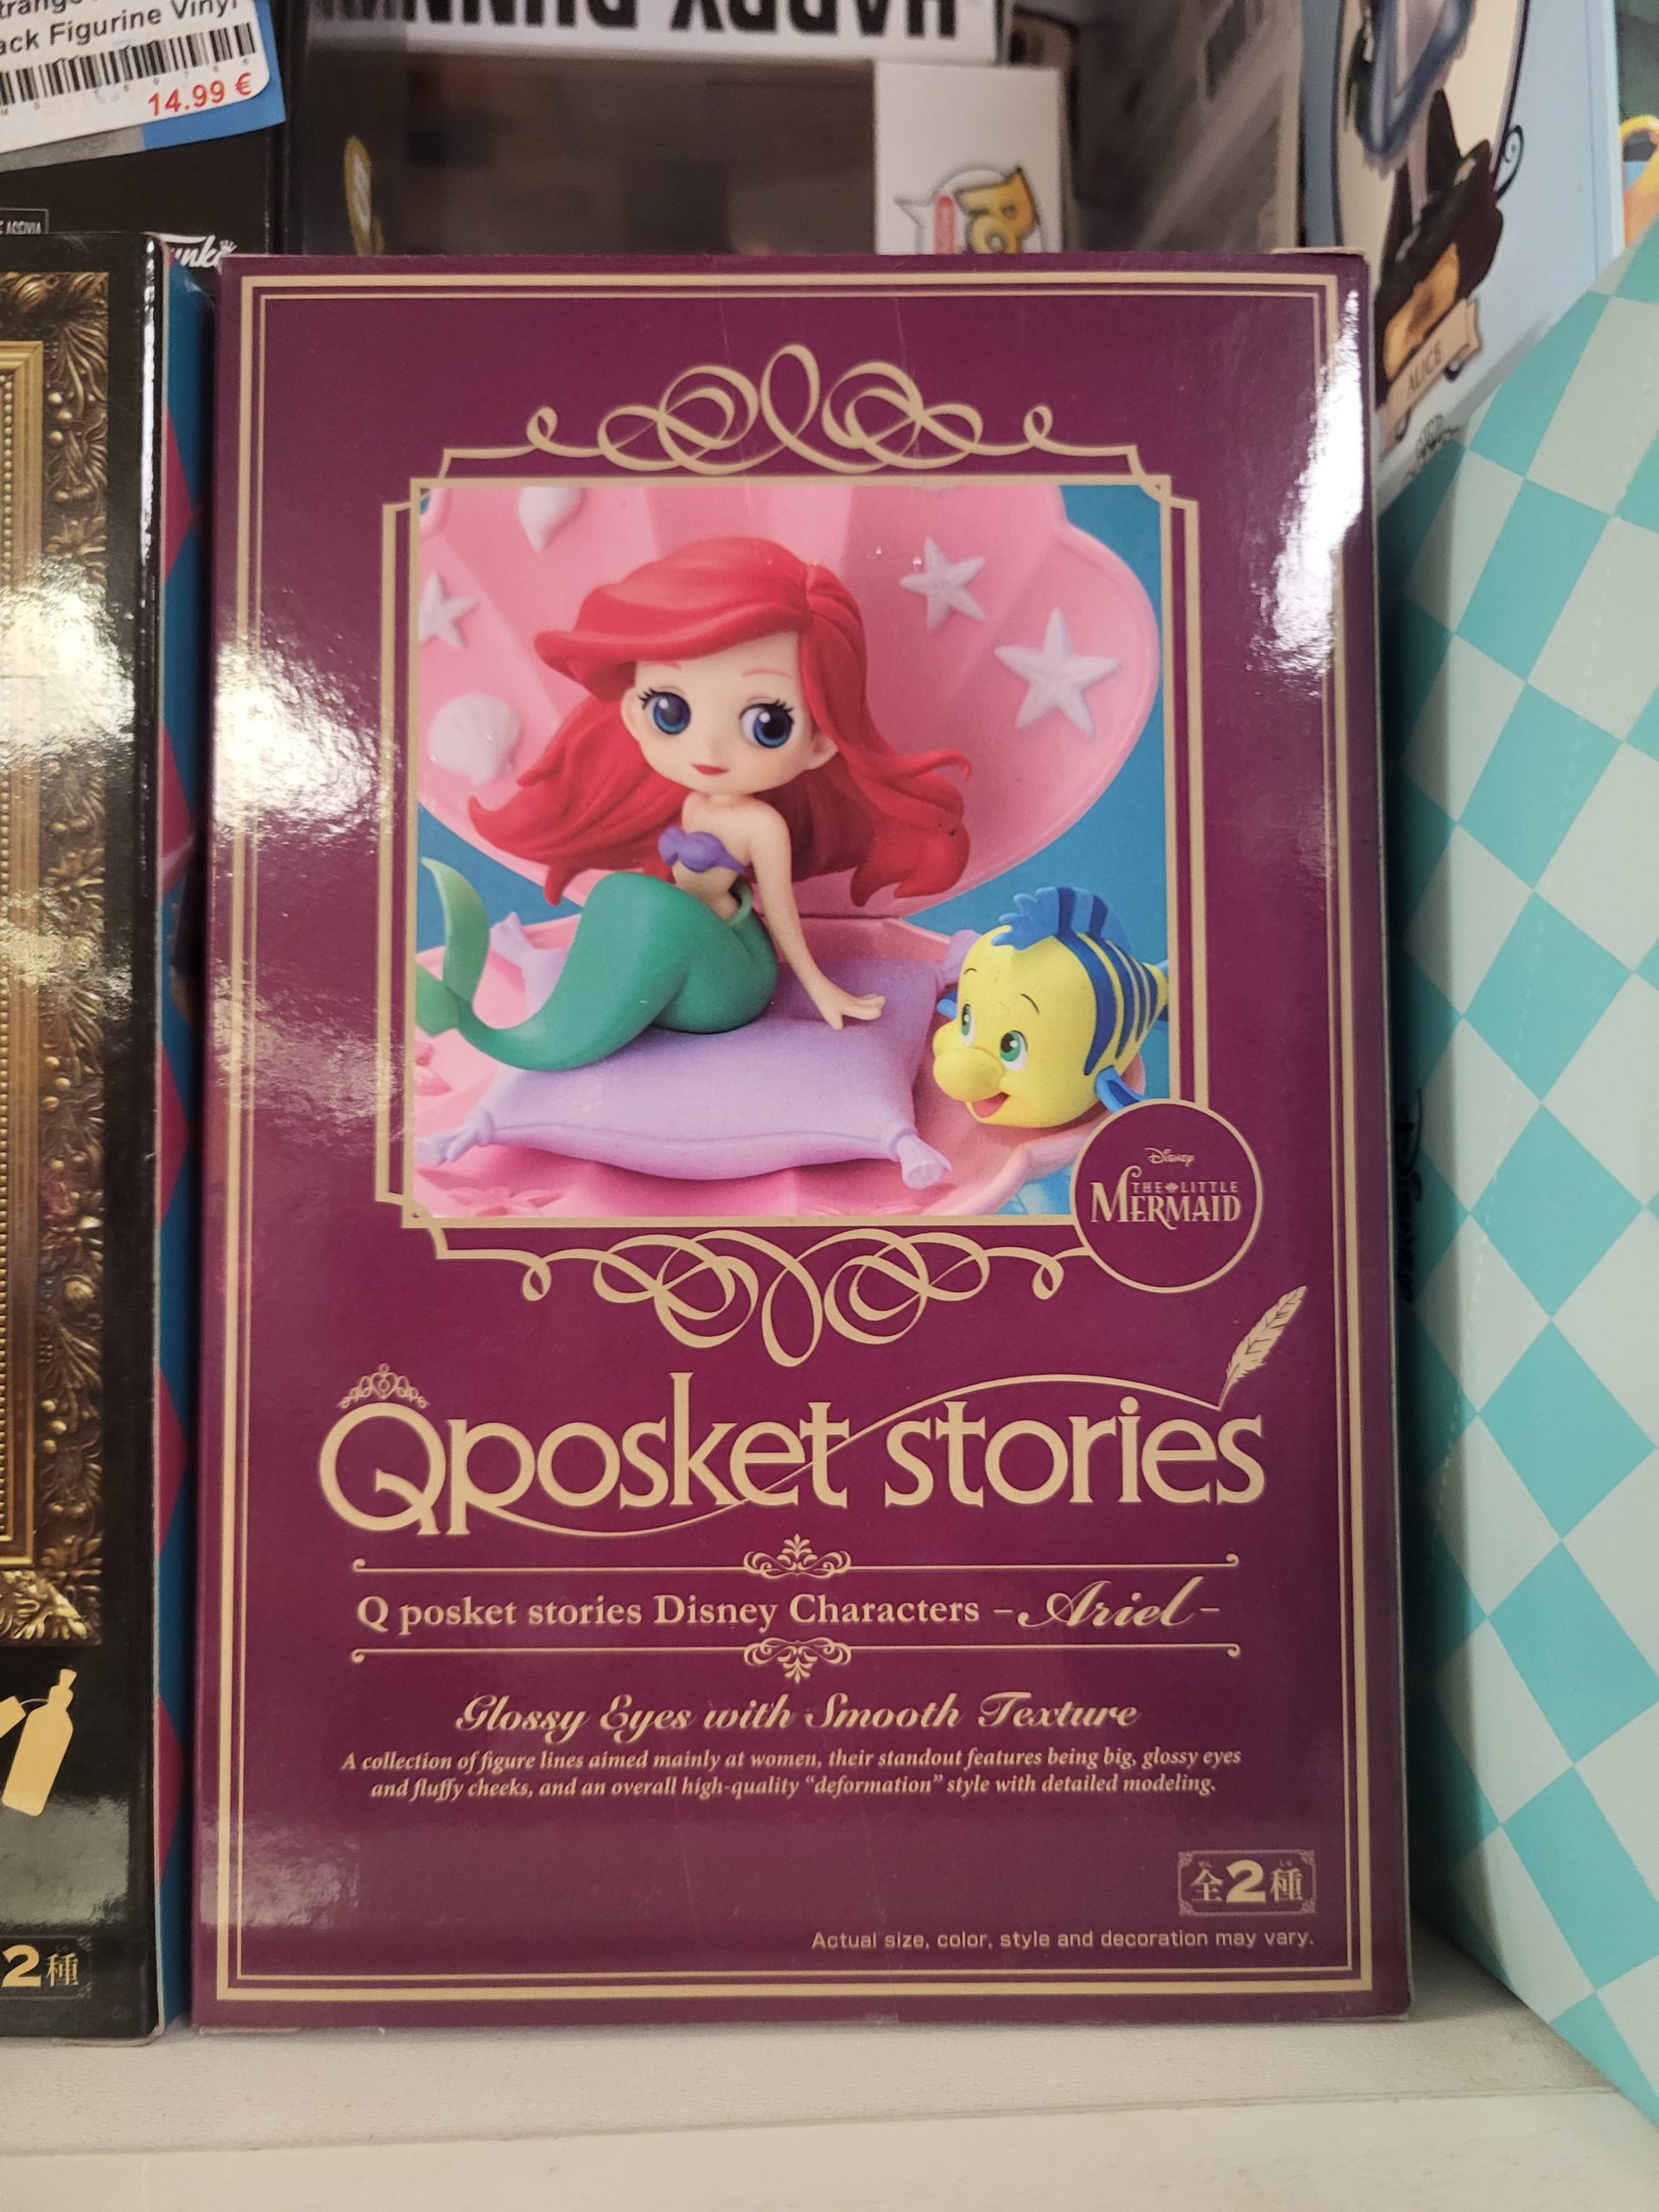 ack Figurine Vinyl
14.99 €
HAPPY
ALICE
Disney
THE LITTLE
MERMAID
Qposket stories
Q posket stories Disney Characters -Ariel-
Glossy Eyes with Smooth Texture
A collection of figure lines aimed mainly at women, their standout features being big, glossy eyes
and fluffy cheeks, and an overall high-quality “deformation” style with detailed modeling.
全2種
Actual size, color, style and decoration may vary.
2種